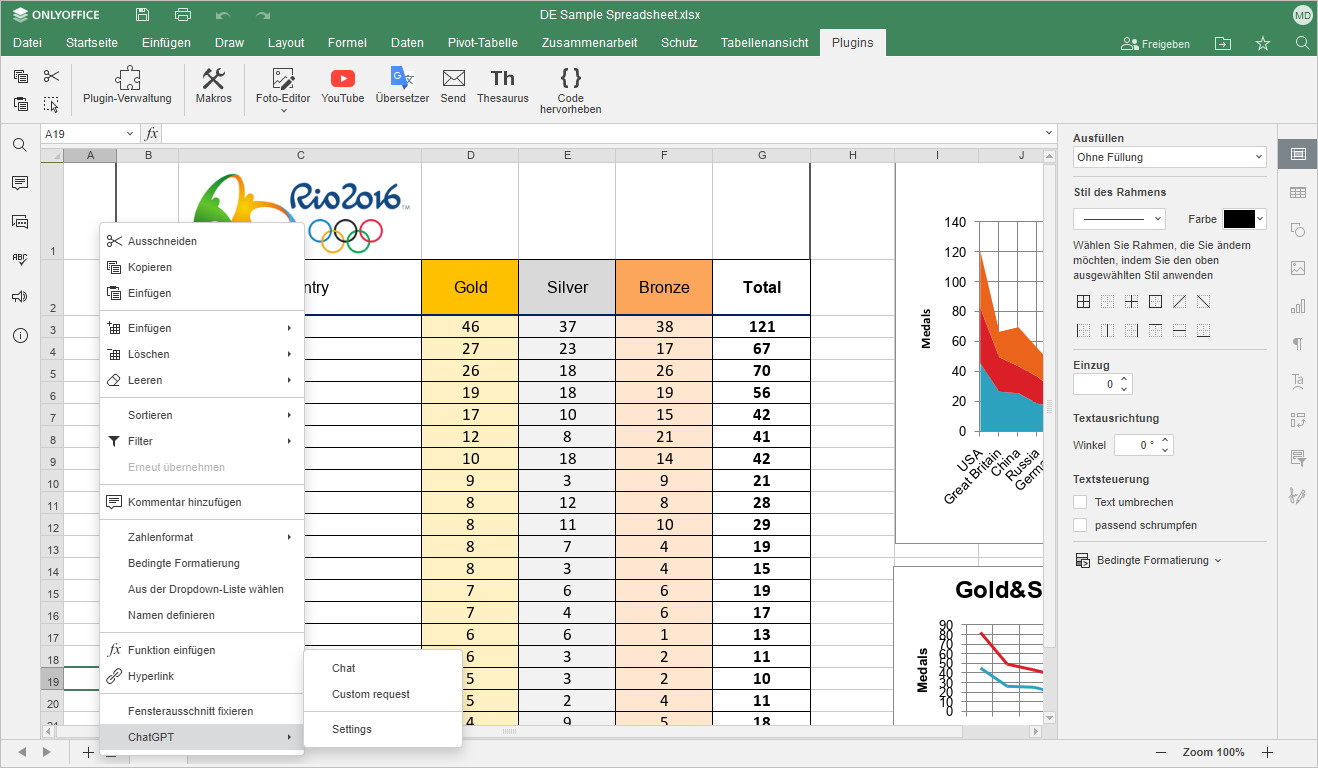 ONLYOFFICE
DE Sample Spreadsheet.xlsx
MD
Datei Startseite Einfügen Draw Layout Formel Daten Pivot-Tabelle Zusammenarbeit Schutz Tabellenansicht Plugins
Freigeben
Plugin-Verwaltung
Makros
Foto-Editor
YouTube
Übersetzer
Send
Th
Thesaurus
Code
hervorheben
A19
fx
A B C D E F G H I J
Rio2016™
1
2
ntry Gold Silver Bronze Total
3 46 37 38 121
4 27 23 17 67
5 26 18 26 70
6 19 18 19 56
7 17 10 15 42
8 12 8 21 41
9 10 18 14 42
10 9 3 9 21
11 8 12 8 28
12 8 11 10 29
13 8 7 4 19
14 8 3 4 15
15 7 6 6 19
16 7 4 6 17
17 6 6 1 13
18 6 3 2 11
19 5 3 2 10
20 5 2 4 11
21 4 9 5 18
Ausschneiden
Kopieren
Einfügen
Einfügen
Löschen
Leeren
Sortieren
Filter
Erneut übernehmen
Kommentar hinzufügen
Zahlenformat
Bedingte Formatierung
Aus der Dropdown-Liste wählen
Namen definieren
fx Funktion einfügen
Hyperlink
Fensterausschnitt fixieren
ChatGPT
Chat
Custom request
Settings
140
120
100
80
60
40
20
0
Medals
USA
Great Britain
China
Russia
Germ
Gold&S
90
80
70
60
50
40
30
20
10
0
Medals
Ausfüllen
Ohne Füllung
Stil des Rahmens
Farbe
Wählen Sie Rahmen, die Sie ändern
möchten, indem Sie den oben
ausgewählten Stil anwenden
Einzug
0
Textausrichtung
Winkel 0 °
Textsteuerung
Text umbrechen
passend schrumpfen
Bedingte Formatierung
Zoom 100%